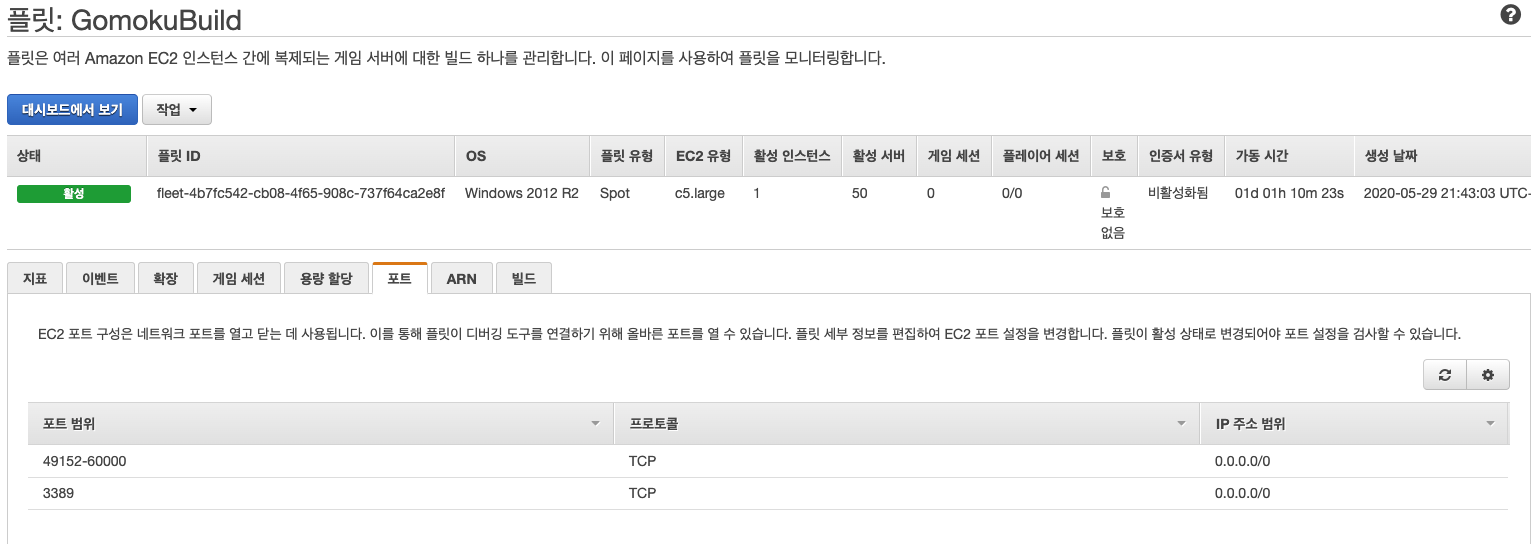 플릿: GomokuBuild
플릿은 여러 Amazon EC2 인스턴스 간에 복제되는 게임 서버에 대한 빌드 하나를 관리합니다. 이 페이지를 사용하여 플릿을 모니터링합니다.
대시보드에서 보기 작업
상태 플릿 ID OS 플릿 유형 EC2 유형 활성 인스턴스 활성 서버 게임 세션 플레이어 세션 보호 인증서 유형 가동 시간 생성 날짜
활성 fleet-4b7fc542-cb08-4f65-908c-737f64ca2e8f Windows 2012 R2 Spot c5.large 1 50 0 0/0 보호 없음 비활성화됨 01d 01h 10m 23s 2020-05-29 21:43:03 UTC-
지표 이벤트 확장 게임 세션 용량 할당 포트 ARN 빌드
EC2 포트 구성은 네트워크 포트를 열고 닫는 데 사용됩니다. 이를 통해 플릿이 디버깅 도구를 연결하기 위해 올바른 포트를 열 수 있습니다. 플릿 세부 정보를 편집하여 EC2 포트 설정을 변경합니다. 플릿이 활성 상태로 변경되어야 포트 설정을 검사할 수 있습니다.
포트 범위 프로토콜 IP 주소 범위
49152-60000 TCP 0.0.0.0/0
3389 TCP 0.0.0.0/0